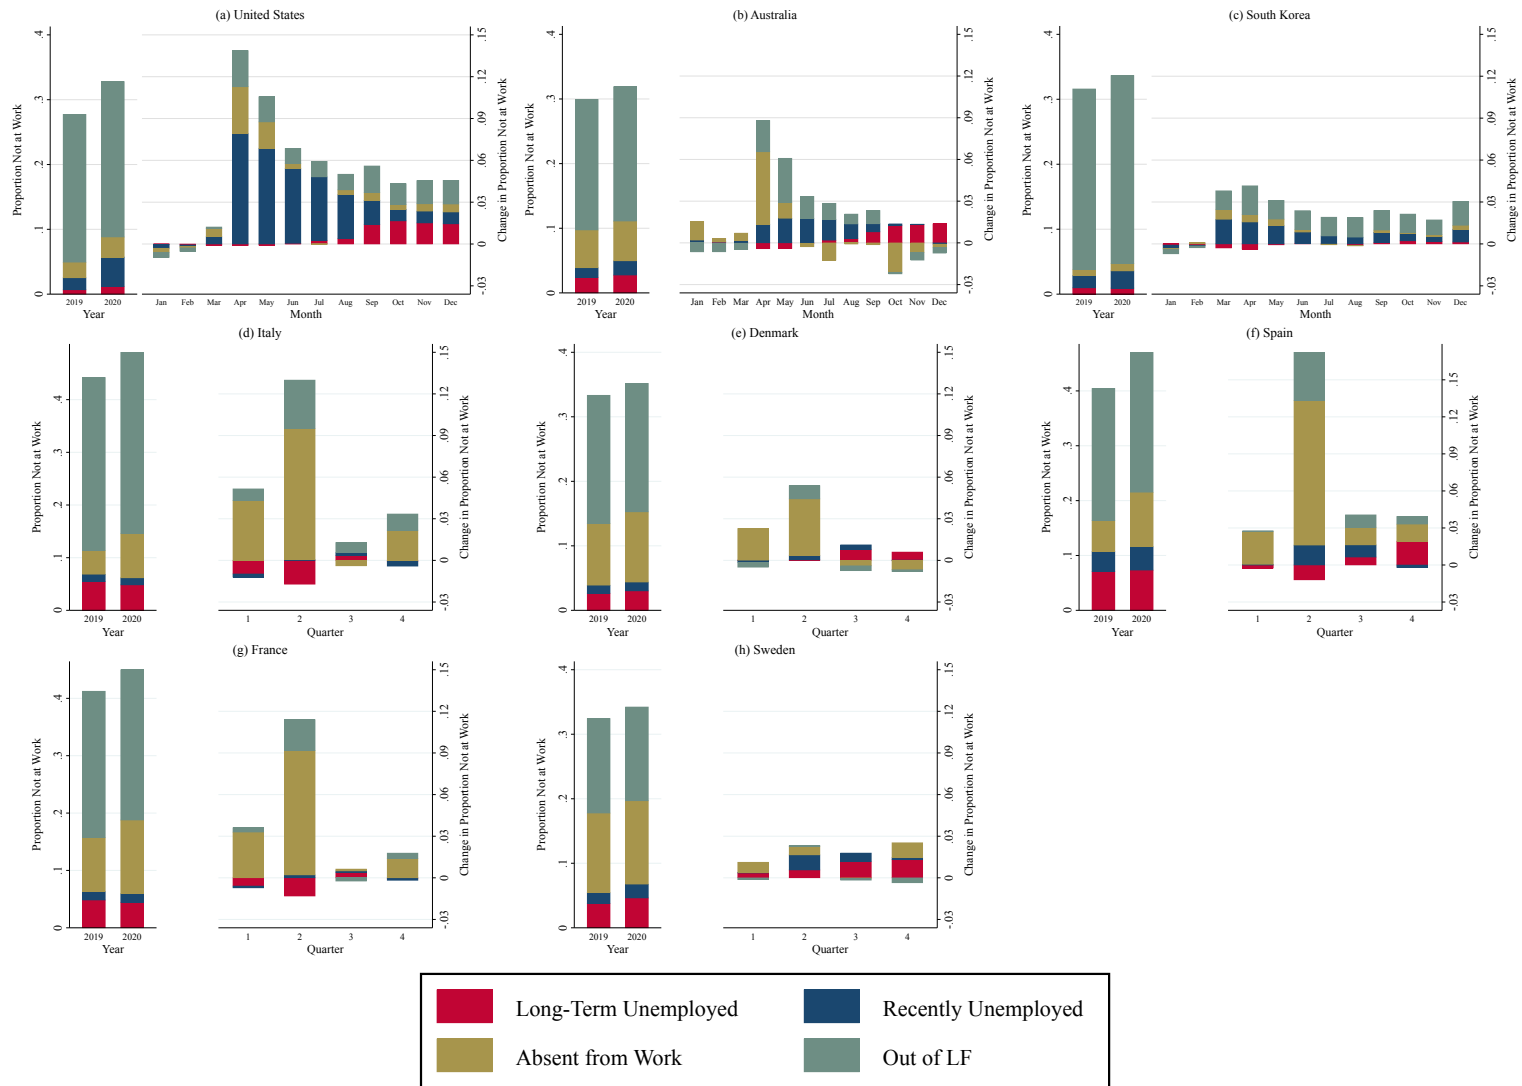 (a) United States
Proportion Not at Work
0 .1 .2 .3 .4
2019 2020
Year
Jan Feb Mar Apr May Jun Jul Aug Sep Oct Nov Dec
Month
-.03 0 .03 .06 .09 .12 .15
Change in Proportion Not at Work
(b) Australia
Proportion Not at Work
0 .1 .2 .3 .4
2019 2020
Year
Jan Feb Mar Apr May Jun Jul Aug Sep Oct Nov Dec
Month
-.03 0 .03 .06 .09 .12 .15
Change in Proportion Not at Work
(c) South Korea
Proportion Not at Work
0 .1 .2 .3 .4
2019 2020
Year
Jan Feb Mar Apr May Jun Jul Aug Sep Oct Nov Dec
Month
-.03 0 .03 .06 .09 .12 .15
Change in Proportion Not at Work
(d) Italy
Proportion Not at Work
0 .1 .2 .3 .4
2019 2020
Year
1 2 3 4
Quarter
-.03 0 .03 .06 .09 .12 .15
Change in Proportion Not at Work
(e) Denmark
Proportion Not at Work
0 .1 .2 .3 .4
2019 2020
Year
1 2 3 4
Quarter
-.03 0 .03 .06 .09 .12 .15
Change in Proportion Not at Work
(f) Spain
Proportion Not at Work
0 .1 .2 .3 .4
2019 2020
Year
1 2 3 4
Quarter
-.03 0 .03 .06 .09 .12 .15
Change in Proportion Not at Work
(g) France
Proportion Not at Work
0 .1 .2 .3 .4
2019 2020
Year
1 2 3 4
Quarter
-.03 0 .03 .06 .09 .12 .15
Change in Proportion Not at Work
(h) Sweden
Proportion Not at Work
0 .1 .2 .3 .4
2019 2020
Year
1 2 3 4
Quarter
-.03 0 .03 .06 .09 .12 .15
Change in Proportion Not at Work
Long-Term Unemployed Recently Unemployed
Absent from Work Out of LF